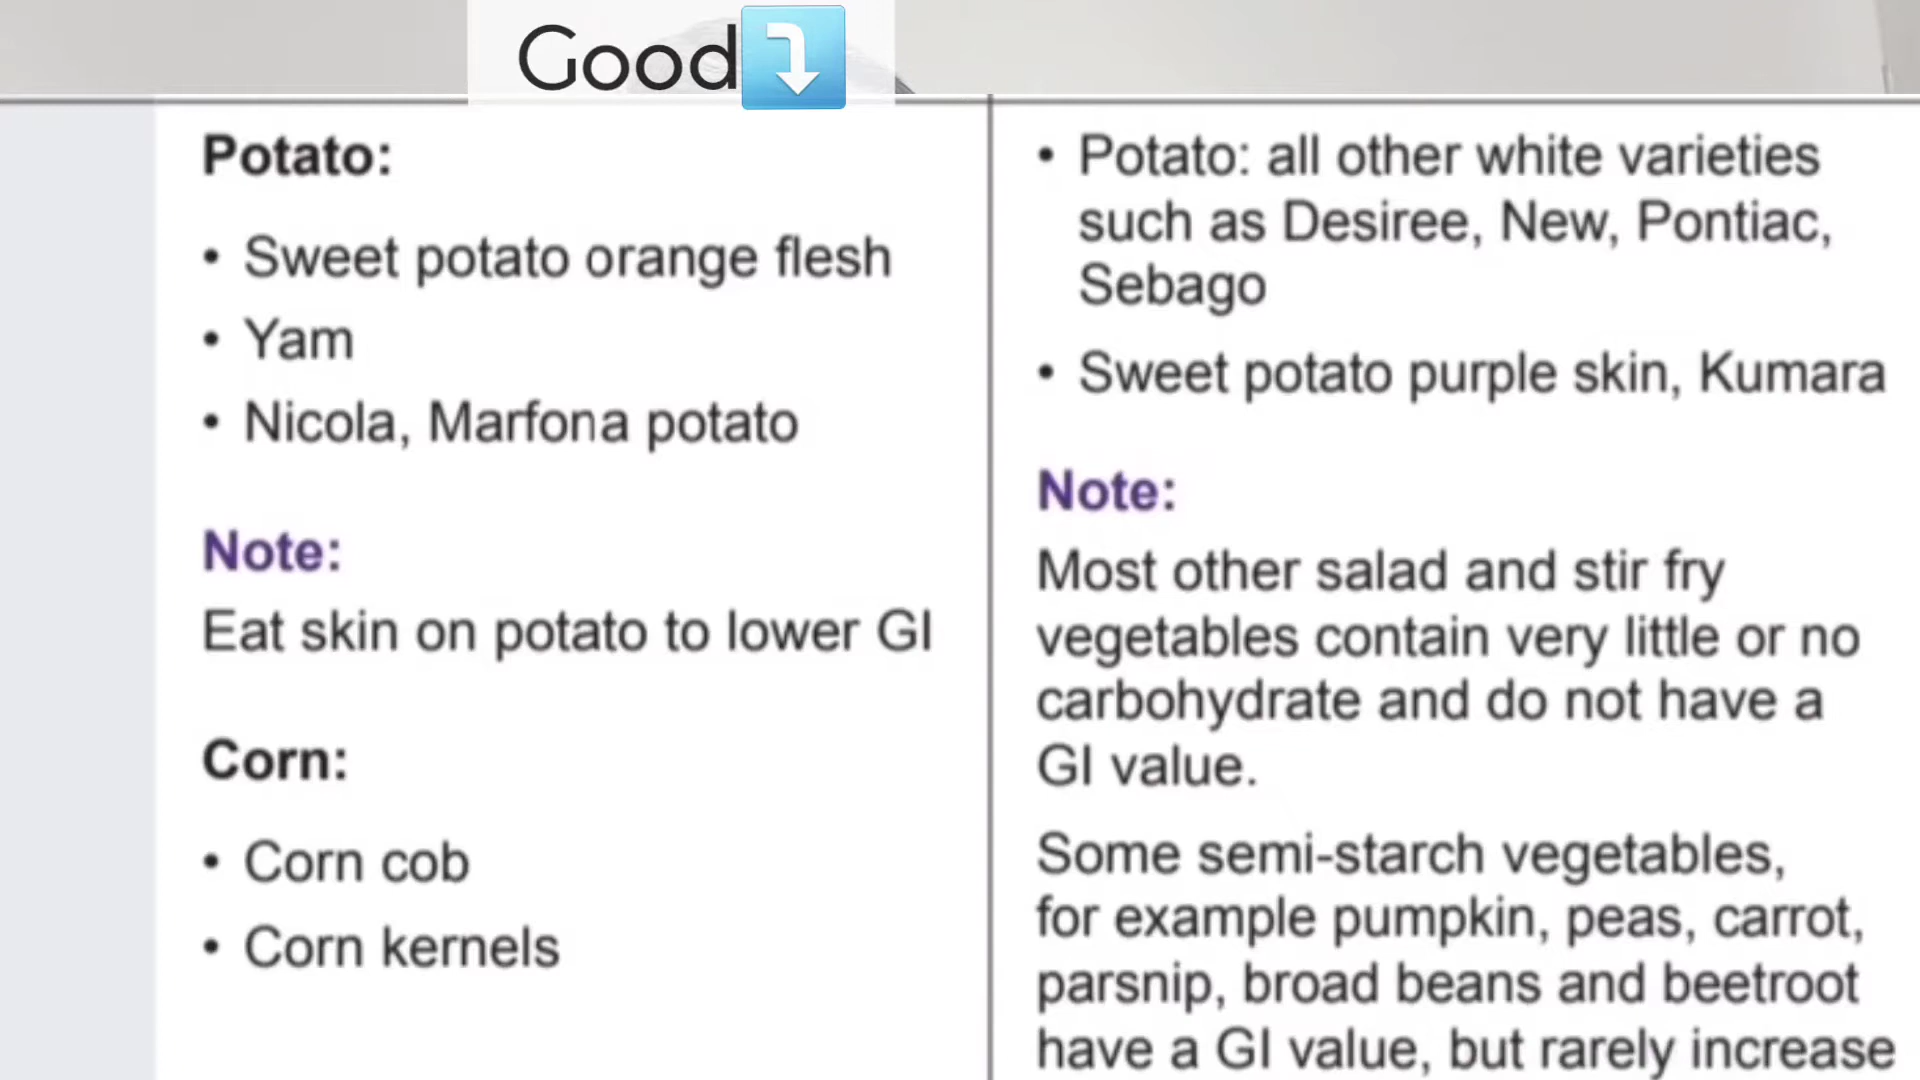 Good
Potato:
• Sweet potato orange flesh
• Yam
• Nicola, Marfona potato
Note:
Eat skin on potato to lower GI
Corn:
• Corn cob
• Corn kernels
• Potato: all other white varieties
such as Desiree, New, Pontiac,
Sebago
• Sweet potato purple skin, Kumara
Note:
Most other salad and stir fry
vegetables contain very little or no
carbohydrate and do not have a
GI value.
Some semi-starch vegetables,
for example pumpkin, peas, carrot,
parsnip, broad beans and beetroot
have a GI value, but rarely increase